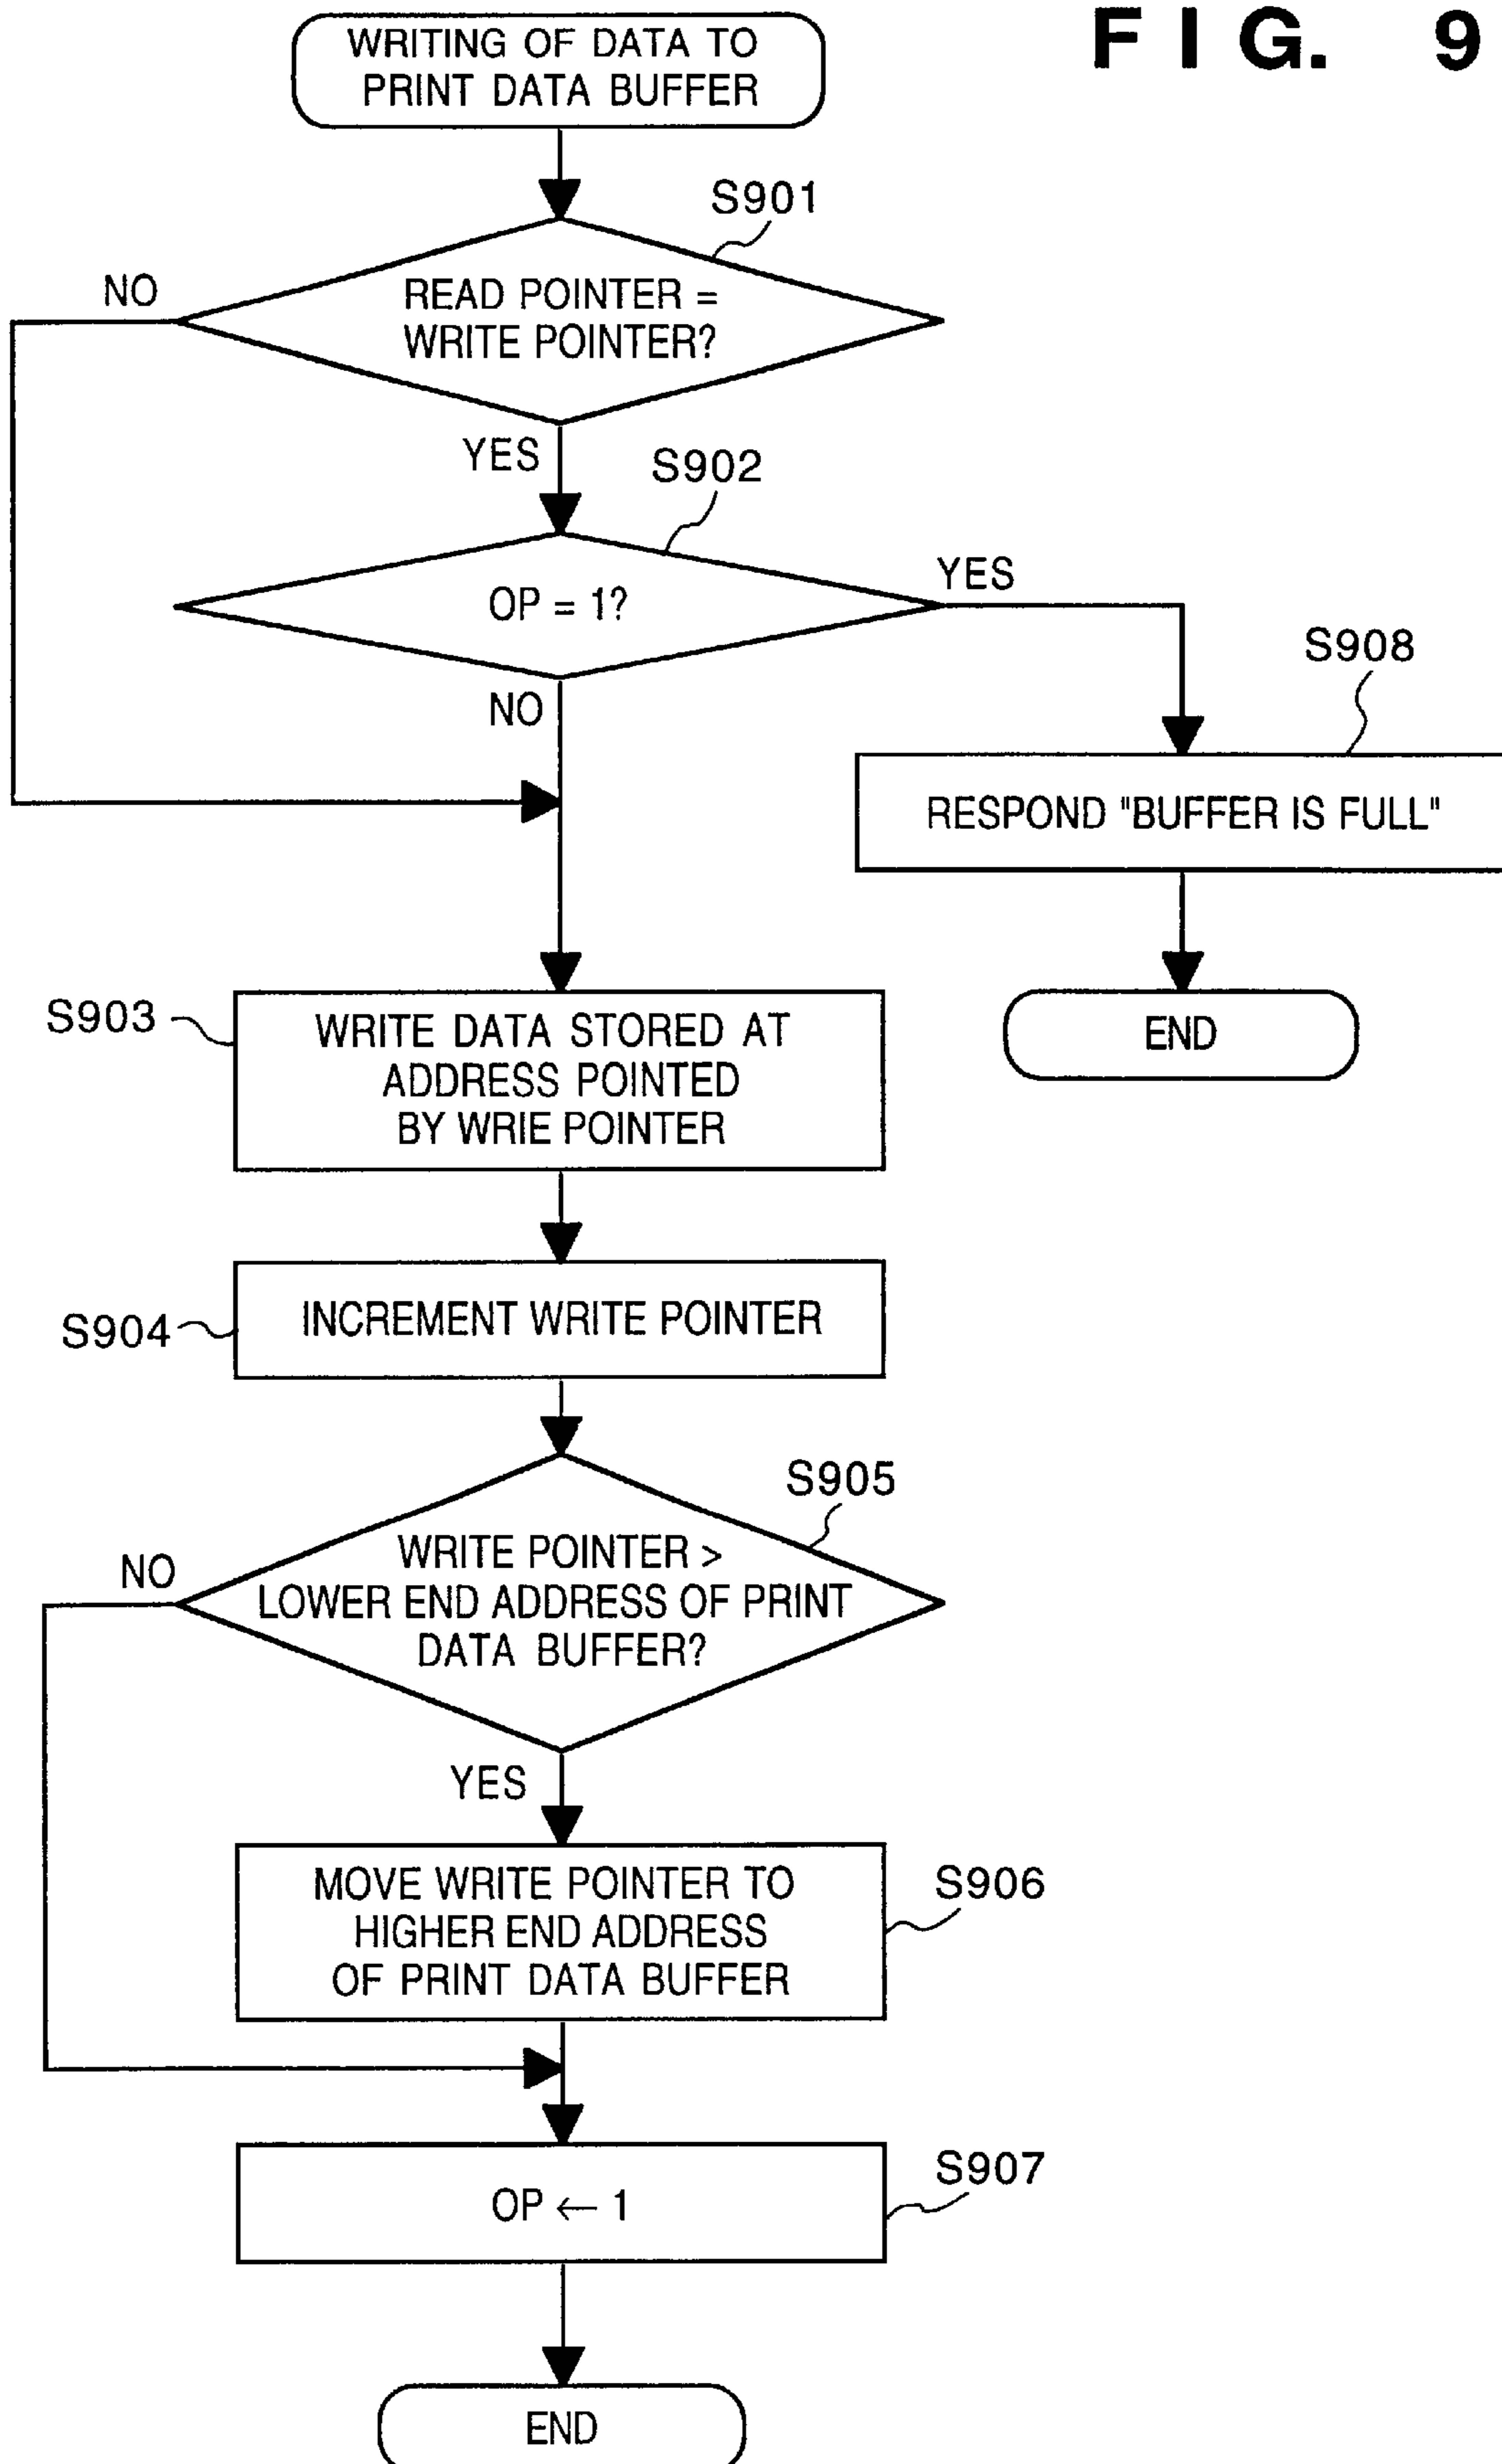 F I G. 9
WRITING OF DATA TO
PRINT DATA BUFFER
S901
NO
READ POINTER =
WRITE POINTER?
YES
S902
OP = 1?
YES
NO
S908
RESPOND "BUFFER IS FULL"
END
S903
WRITE DATA STORED AT
ADDRESS POINTED
BY WRIE POINTER
S904
INCREMENT WRITE POINTER
S905
NO
WRITE POINTER >
LOWER END ADDRESS OF PRINT
DATA BUFFER?
YES
MOVE WRITE POINTER TO
HIGHER END ADDRESS
OF PRINT DATA BUFFER
S906
OP ← 1
S907
END